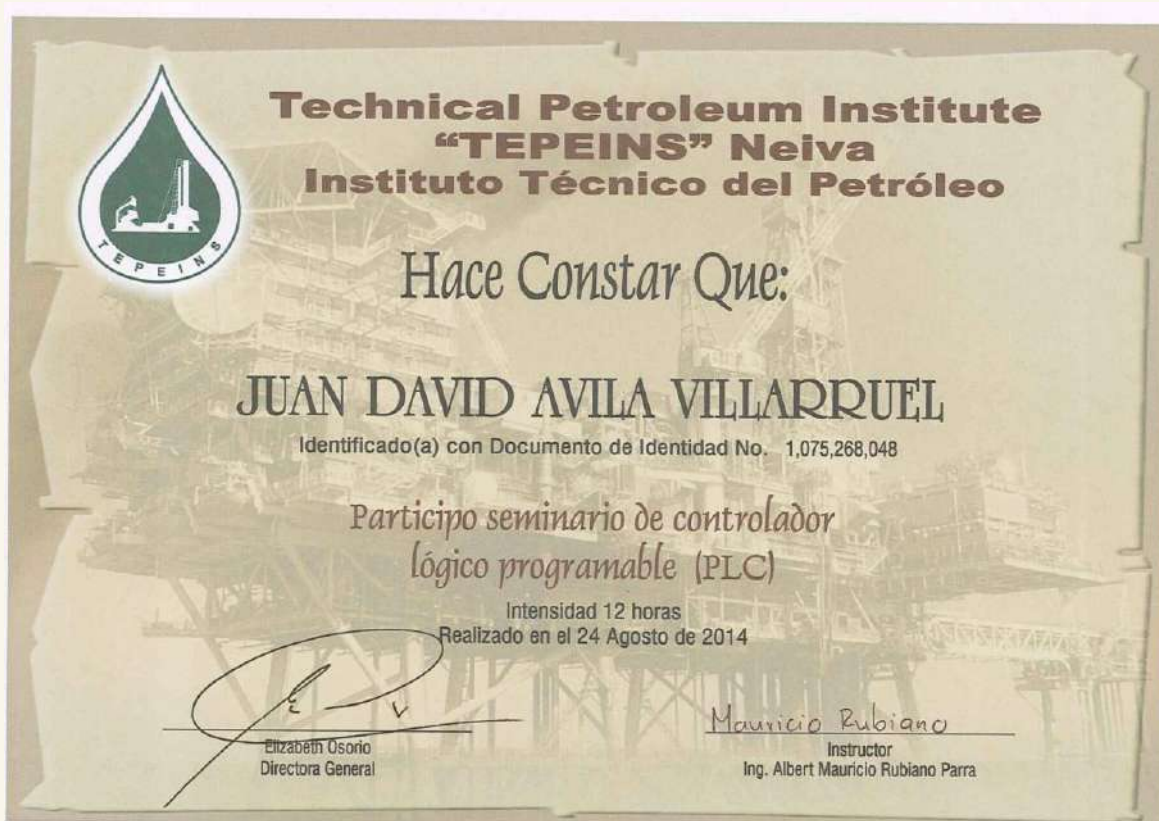 Technical Petroleum Institute
“TEPEINS” Neiva
Instituto Técnico del Petróleo
TEPEINS
Hace Constar Que:
JUAN DAVID AVILA VILLARRUEL
Identificado(a) con Documento de Identidad No. 1,075,268,048
Participo seminario de controlador
lógico programable (PLC)
Intensidad 12 horas
Realizado en el 24 Agosto de 2014
Mauricio Rubiano
Elizabeth Osorio
Directora General
Instructor
Ing. Albert Mauricio Rubiano Parra